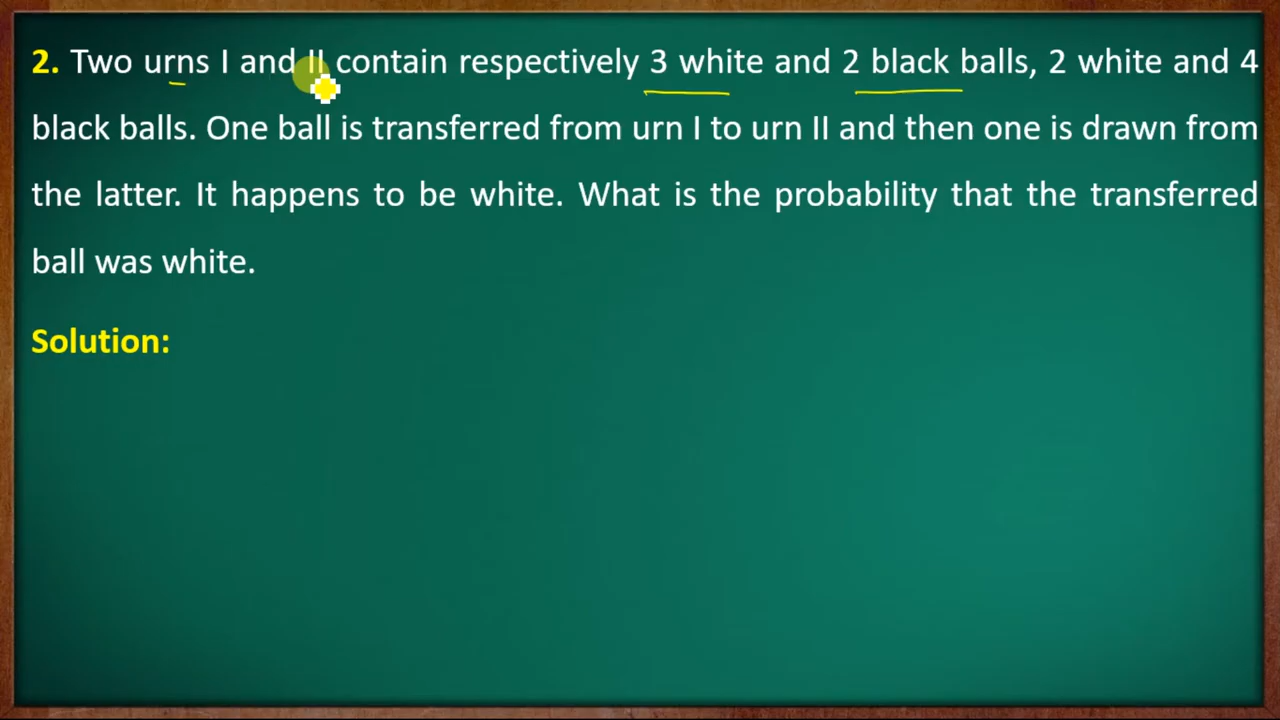 2. Two urns I and II contain respectively 3 white and 2 black balls, 2 white and 4
black balls. One ball is transferred from urn I to urn II and then one is drawn from
the latter. It happens to be white. What is the probability that the transferred
ball was white.
Solution: